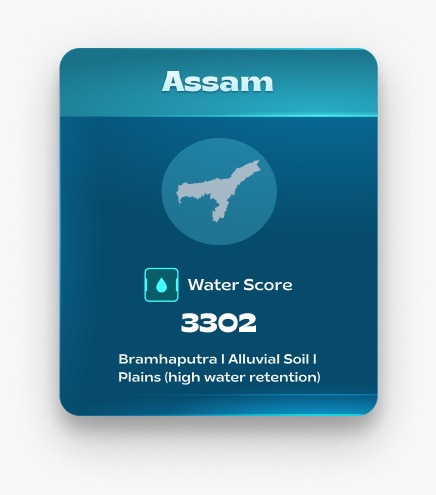 Assam
Water Score
3302
Bramhaputra | Alluvial Soil |
Plains (high water retention)